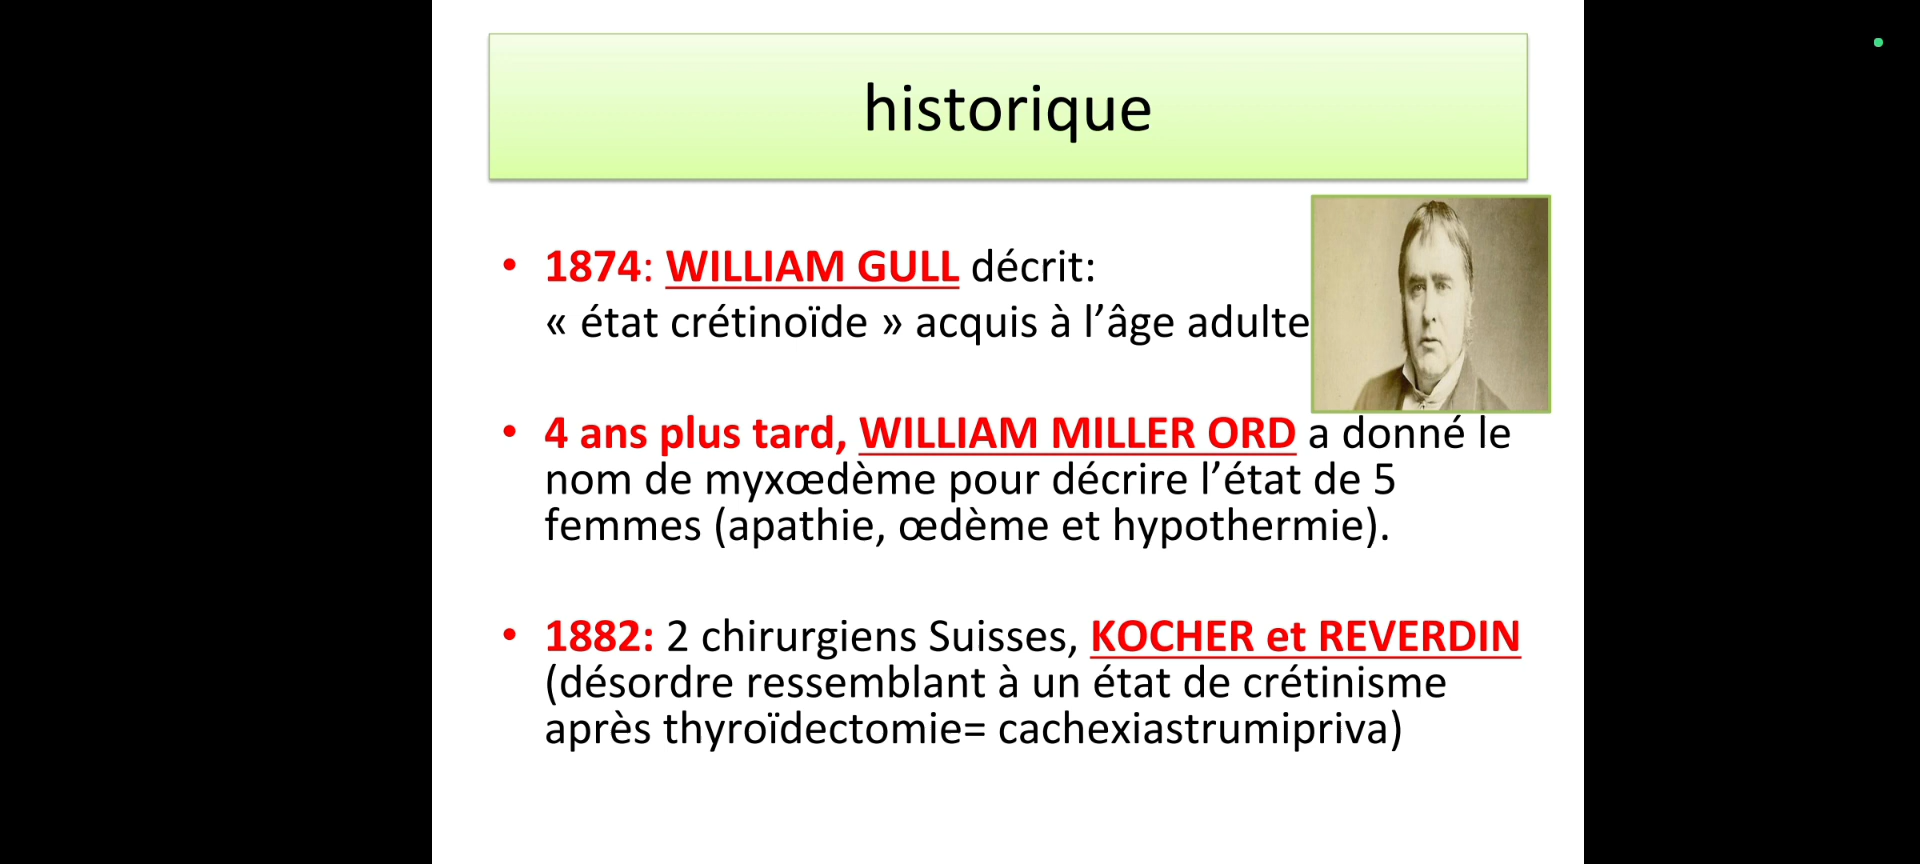 historique
• 1874: WILLIAM GULL décrit:
« état crétinoïde » acquis à l’âge adulte
• 4 ans plus tard, WILLIAM MILLER ORD a donné le
nom de myxœdème pour décrire l’état de 5
femmes (apathie, œdème et hypothermie).
• 1882: 2 chirurgiens Suisses, KOCHER et REVERDIN
(désordre ressemblant à un état de crétinisme
après thyroïdectomie= cachexiastrumipriva)